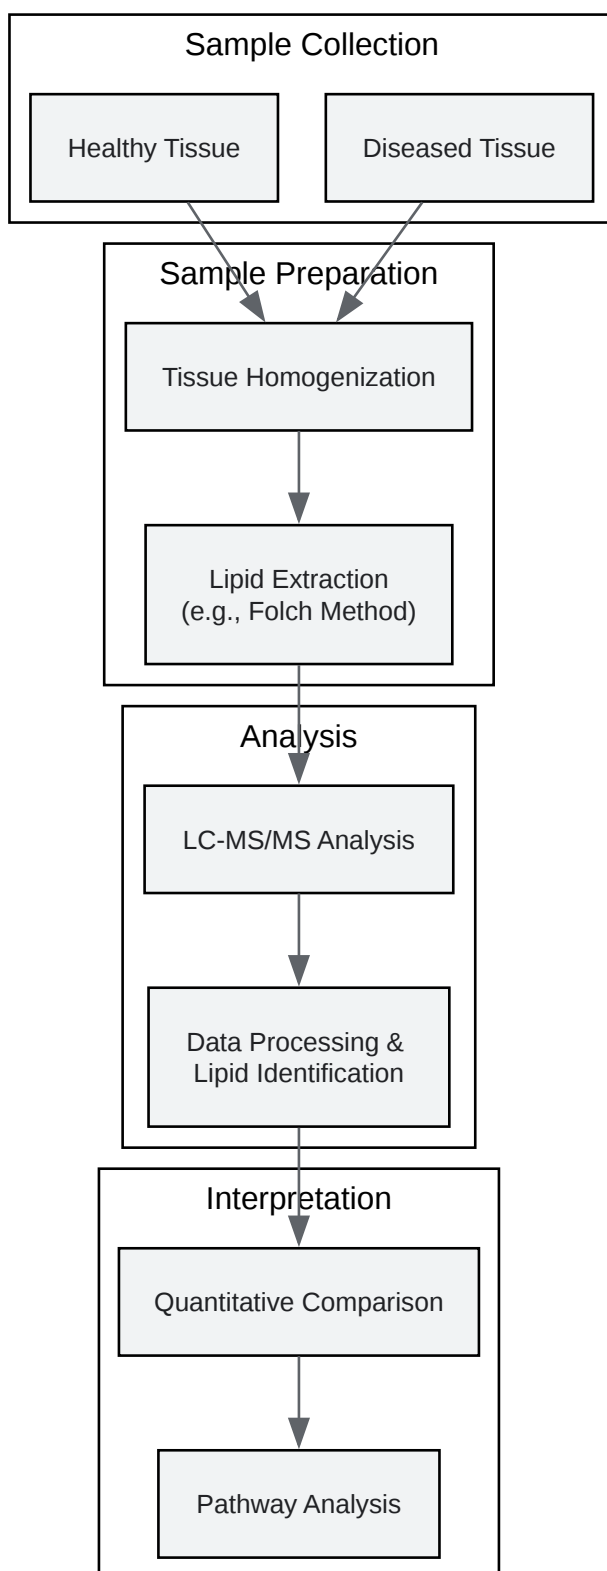 Sample Collection
Healthy Tissue
Diseased Tissue
Sample Preparation
Tissue Homogenization
Lipid Extraction
(e.g., Folch Method)
Analysis
LC-MS/MS Analysis
Data Processing &
Lipid Identification
Interpretation
Quantitative Comparison
Pathway Analysis